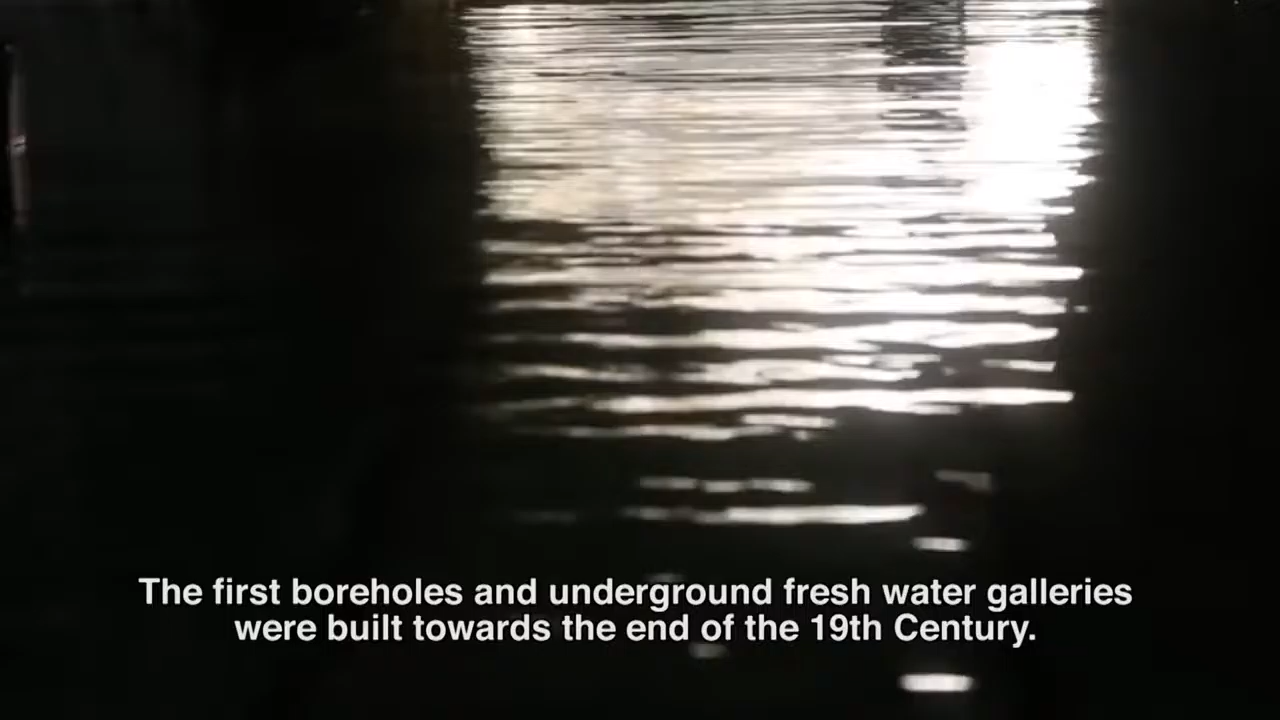 The first boreholes and underground fresh water galleries
were built towards the end of the 19th Century.